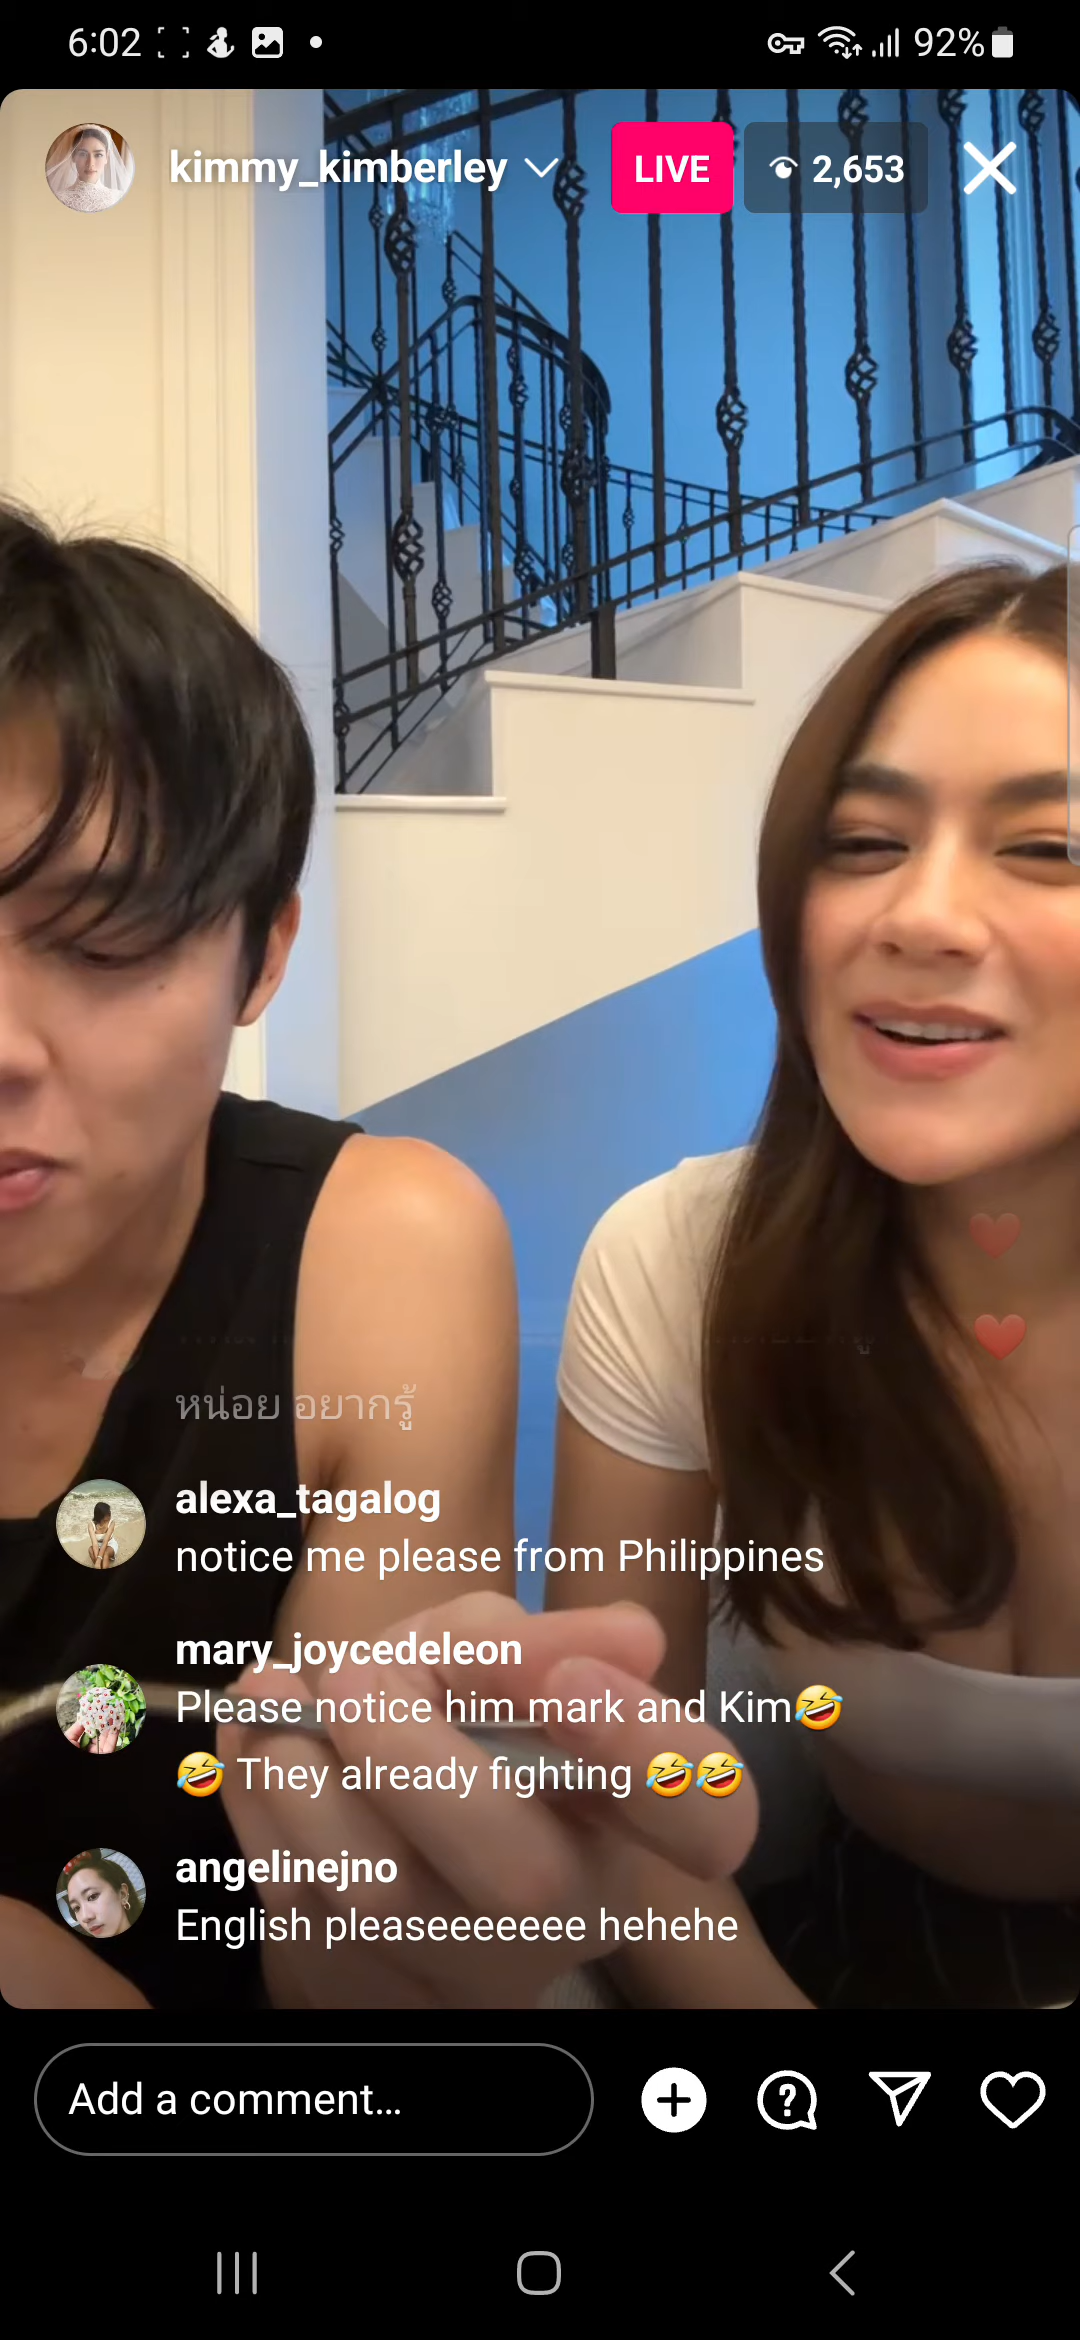 6:02
92%
kimmy_kimberley
LIVE
2,653
หน่อย อยากรู้
alexa_tagalog
notice me please from Philippines
mary_joycedeleon
Please notice him mark and Kim🤣
🤣 They already fighting 🤣🤣
angelinejno
English pleaseeeeeee hehehe
Add a comment...